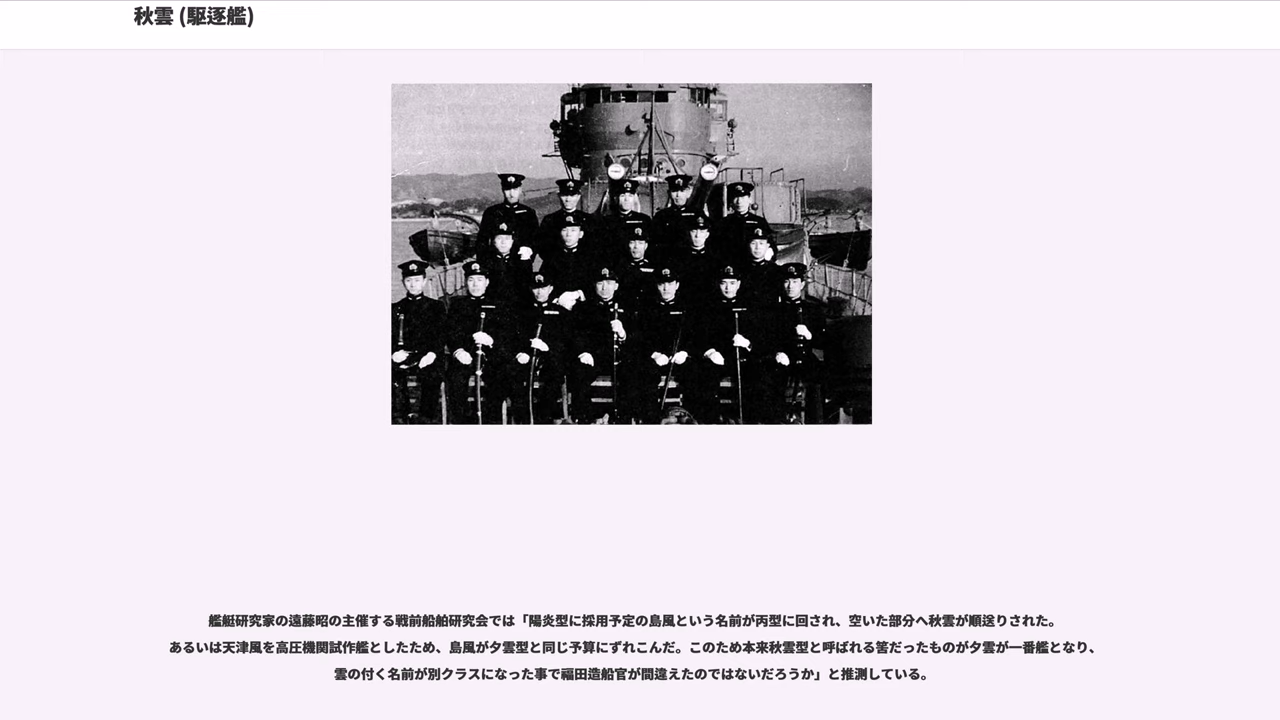 秋雲 (駆逐艦)
艦艇研究家の遠藤昭の主催する戦前船舶研究会では「陽炎型に採用予定の島風という名前が丙型に回され、空いた部分へ秋雲が順送りされた。
あるいは天津風を高圧機関試作艦としたため、島風が夕雲型と同じ予算にずれこんだ。このため本来秋雲型と呼ばれる筈だったものが夕雲が一番艦となり、
雲の付く名前が別クラスになった事で福田造船官が間違えたのではないだろうか」と推測している。